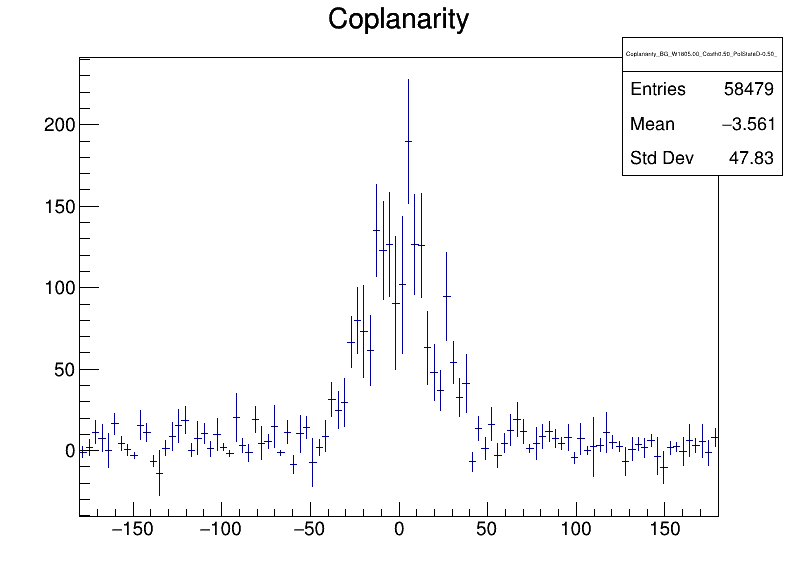 Coplanarity
Coplanarity_BG_W1805.00_Costh0.50_PolStateD-0.50_
Entries 58479
Mean −3.561
Std Dev 47.83
200
150
100
50
0
−150 −100 −50 0 50 100 150